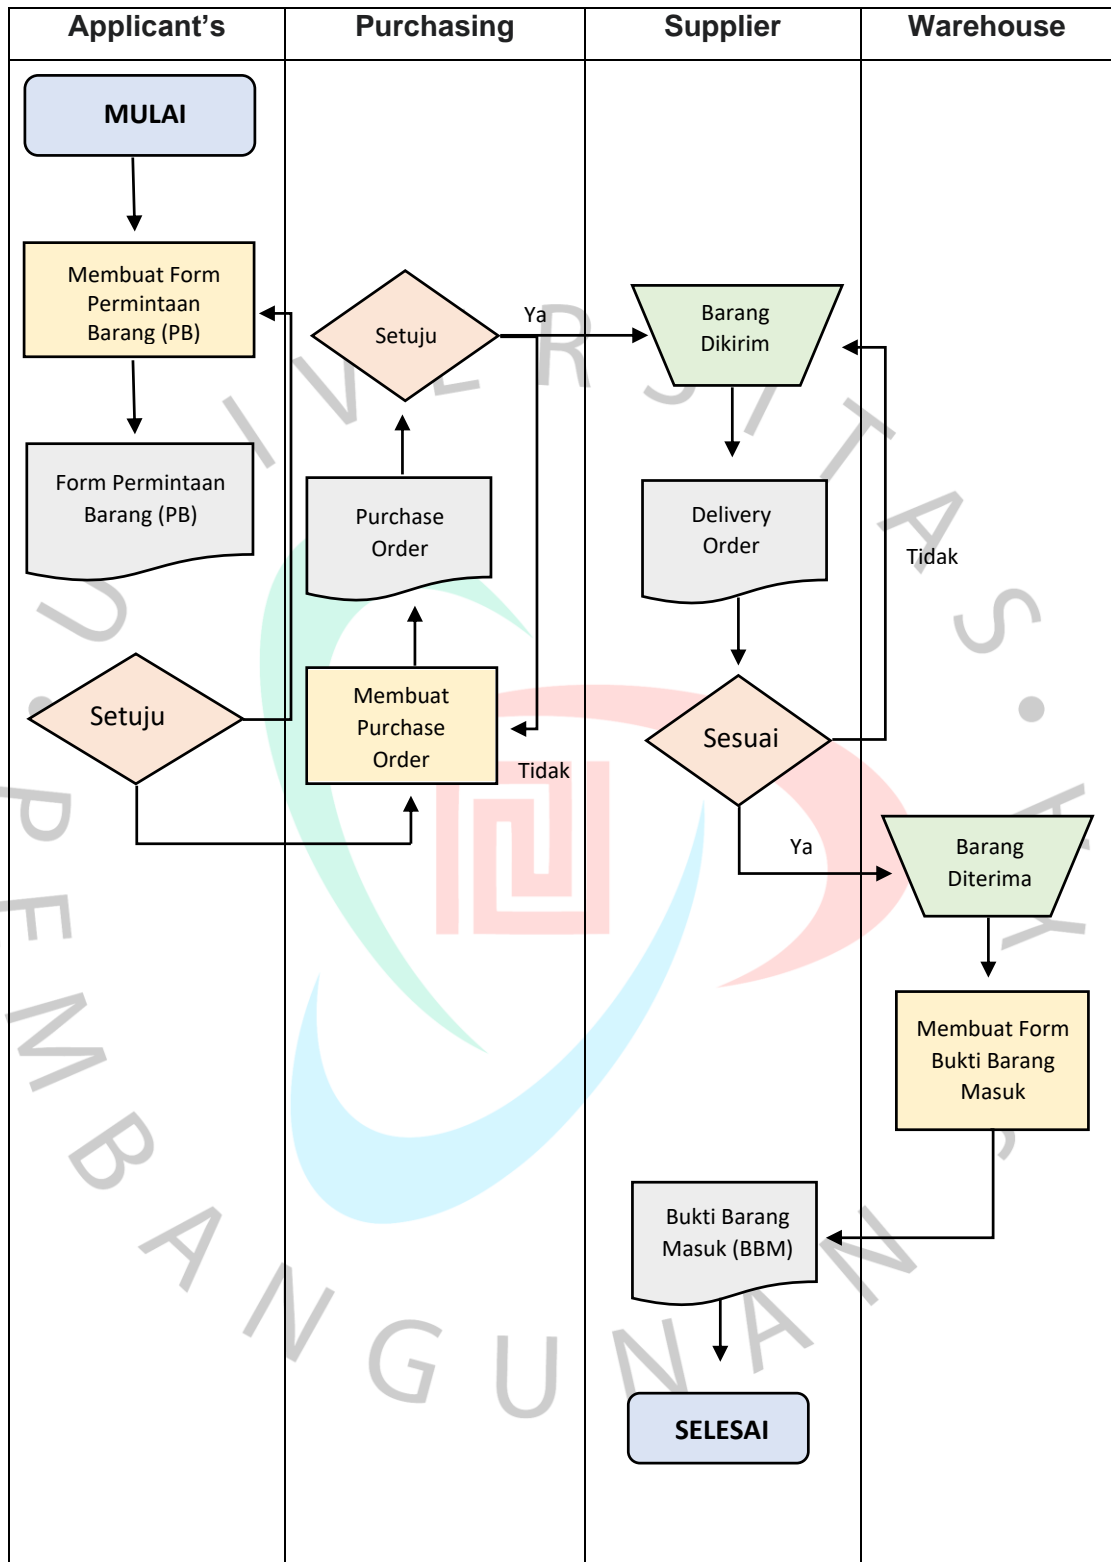 Applicant's
Purchasing
Supplier
Warehouse
MULAI
Membuat Form
Permintaan
Barang (PB)
Form Permintaan
Barang (PB)
Setuju
Setuju
Ya
Purchase
Order
Membuat
Purchase
Order
Tidak
Barang
Dikirim
Delivery
Order
Tidak
Sesuai
Ya
Barang
Diterima
Membuat Form
Bukti Barang
Masuk
Bukti Barang
Masuk (BBM)
SELESAI
UNIVERSITAS • PEMBANGUNAN